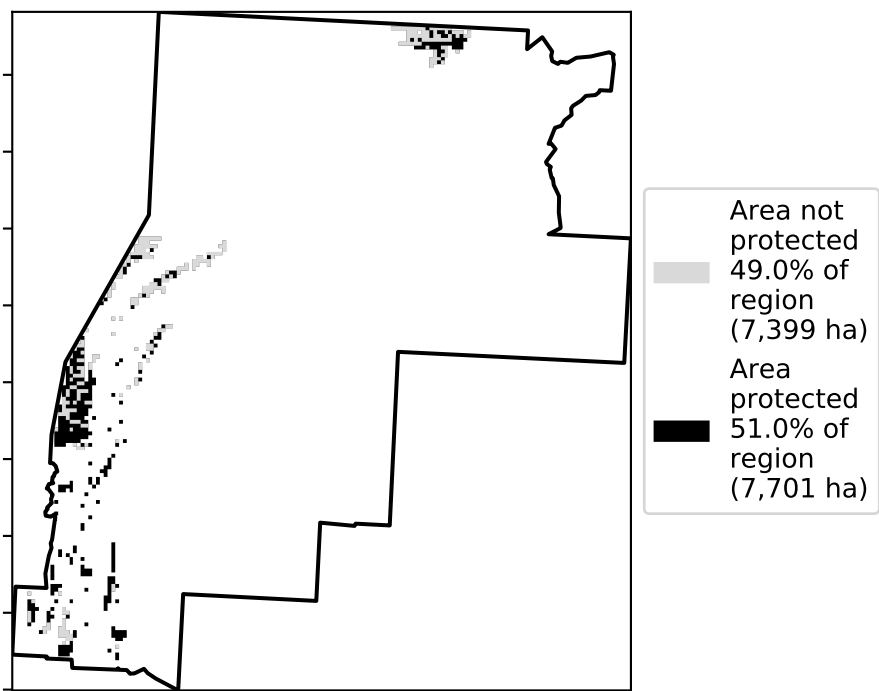 Area not
protected
49.0% of
region
(7,399 ha)
Area
protected
51.0% of
region
(7,701 ha)